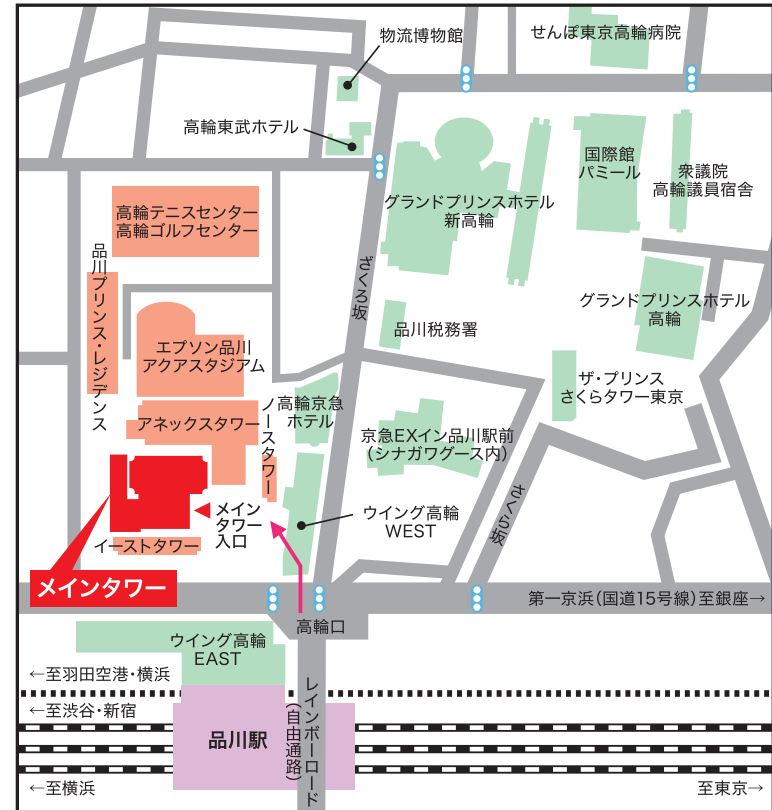 物流博物館
せんぽ東京高輪病院
高輪東武ホテル
国際館
パミール
衆議院
高輪議員宿舎
グランドプリンスホテル
新高輪
高輪テニスセンター
高輪ゴルフセンター
品川プリンス・レジデンス
ざくろ坂
グランドプリンスホテル
高輪
品川税務署
エプソン品川
アクアスタジアム
ザ・プリンス
さくらタワー東京
アネックスタワー
ノースタワー
高輪京急
ホテル
京急EXイン品川駅前
(シナガワグース内)
さくら坂
メイン
タワー
入口
ウイング高輪
WEST
イーストタワー
メインタワー
第一京浜(国道15号線)至銀座→
高輪口
ウイング高輪
EAST
←至羽田空港・横浜
←至渋谷・新宿
品川駅
レインボーロード
(自由通路)
←至横浜
至東京→